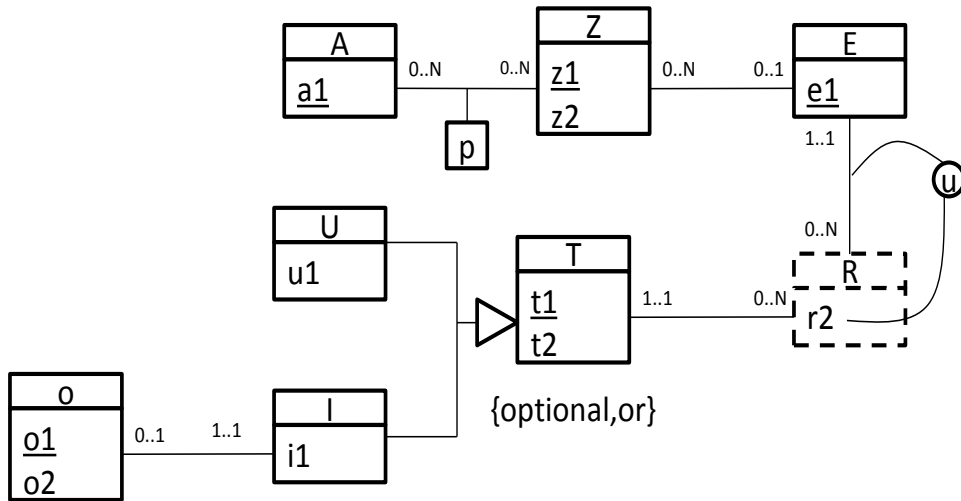 A
a1
0..N
0..N
p
Z
z1
z2
0..N
0..1
E
e1
1..1
u
0..N
R
r2
U
u1
T
t1
t2
1..1
0..N
{optional,or}
o
o1
o2
0..1
1..1
I
i1